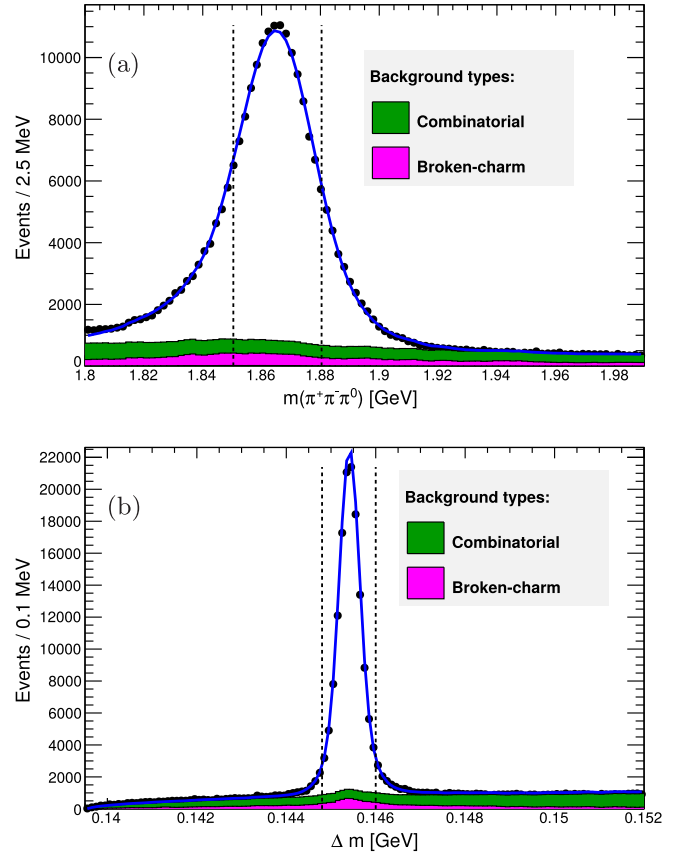 (a)
Background types:
Combinatorial
Broken-charm
Events / 2.5 MeV
10000
8000
6000
4000
2000
0
1.8 1.82 1.84 1.86 1.88 1.9 1.92 1.94 1.96 1.98
m(π⁺π⁻π⁰) [GeV]
(b)
Background types:
Combinatorial
Broken-charm
Events / 0.1 MeV
22000
20000
18000
16000
14000
12000
10000
8000
6000
4000
2000
0
0.14 0.142 0.144 0.146 0.148 0.15 0.152
Δ m [GeV]